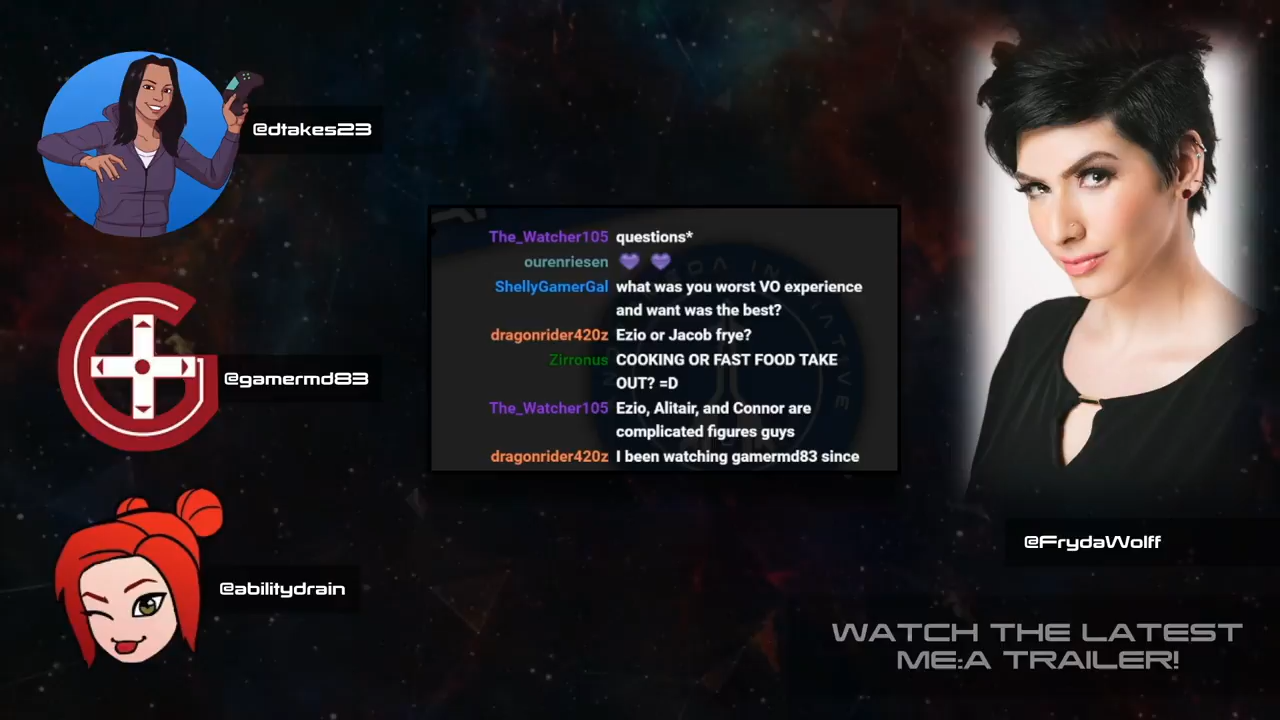 @dtakes23
@gamermd83
@abilitydrain
The_Watcher105 questions*
ourenriesen
ShellyGamerGal what was you worst VO experience
and want was the best?
dragonrider420z Ezio or Jacob frye?
Zirronus COOKING OR FAST FOOD TAKE
OUT? =D
The_Watcher105 Ezio, Alitair, and Connor are
complicated figures guys
dragonrider420z I been watching gamermd83 since
@FrydaWolff
WATCH THE LATEST
ME:A TRAILER!